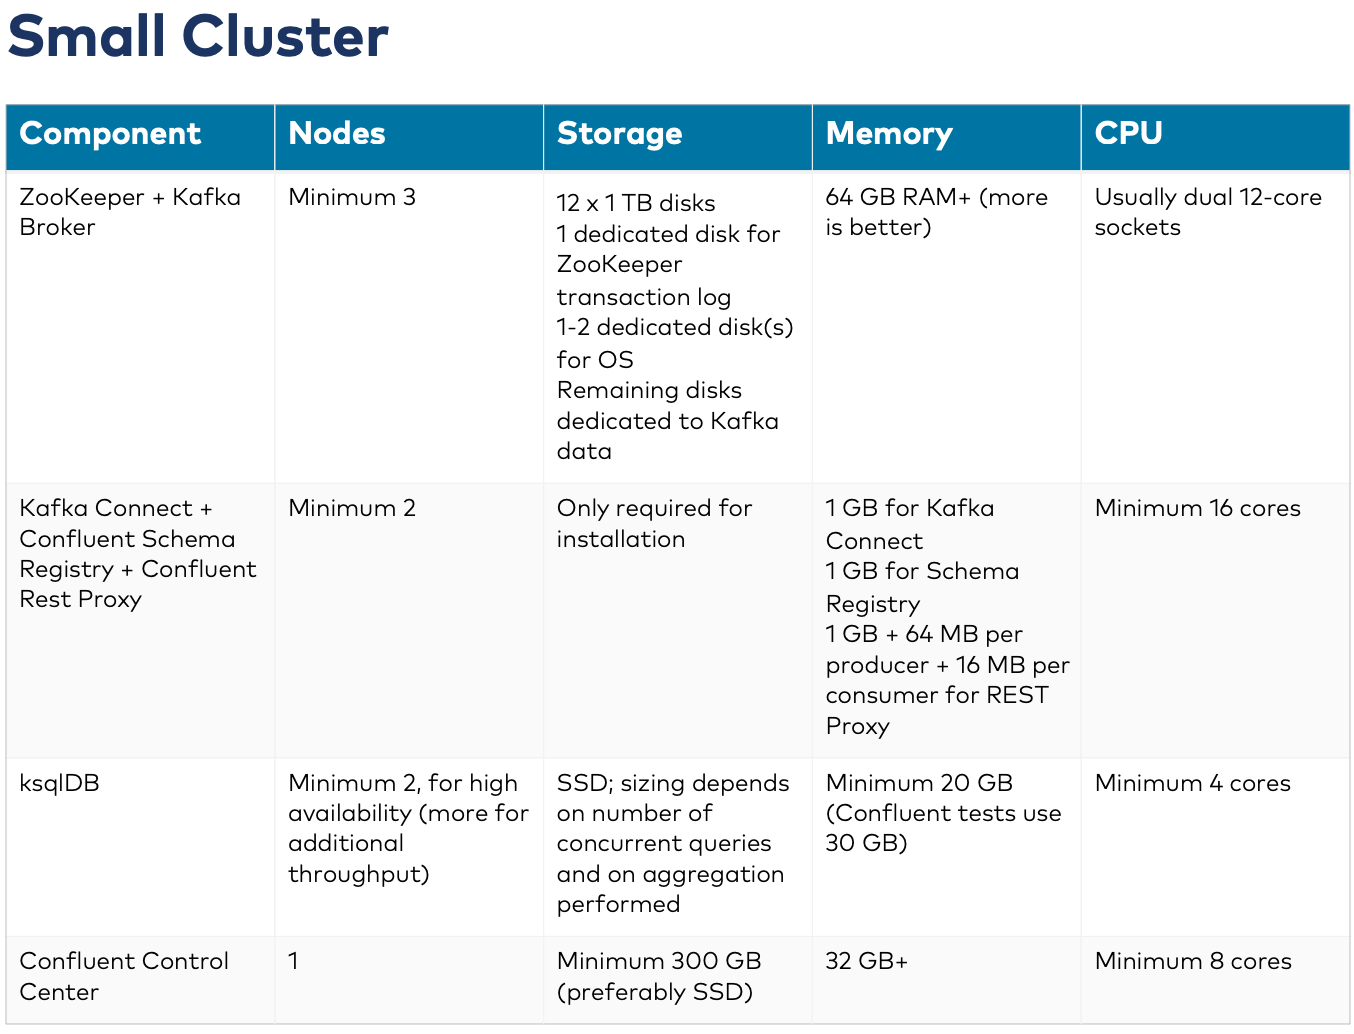 Small Cluster
Component
Nodes
Storage
Memory
CPU
ZooKeeper + Kafka
Broker
Minimum 3
12 x 1 TB disks
1 dedicated disk for
ZooKeeper
transaction log
1-2 dedicated disk(s)
for OS
Remaining disks
dedicated to Kafka
data
64 GB RAM+ (more
is better)
Usually dual 12-core
sockets
Kafka Connect +
Confluent Schema
Registry + Confluent
Rest Proxy
Minimum 2
Only required for
installation
1 GB for Kafka
Connect
1 GB for Schema
Registry
1 GB + 64 MB per
producer + 16 MB per
consumer for REST
Proxy
Minimum 16 cores
ksqlDB
Minimum 2, for high
availability (more for
additional
throughput)
SSD; sizing depends
on number of
concurrent queries
and on aggregation
performed
Minimum 20 GB
(Confluent tests use
30 GB)
Minimum 4 cores
Confluent Control
Center
1
Minimum 300 GB
(preferably SSD)
32 GB+
Minimum 8 cores